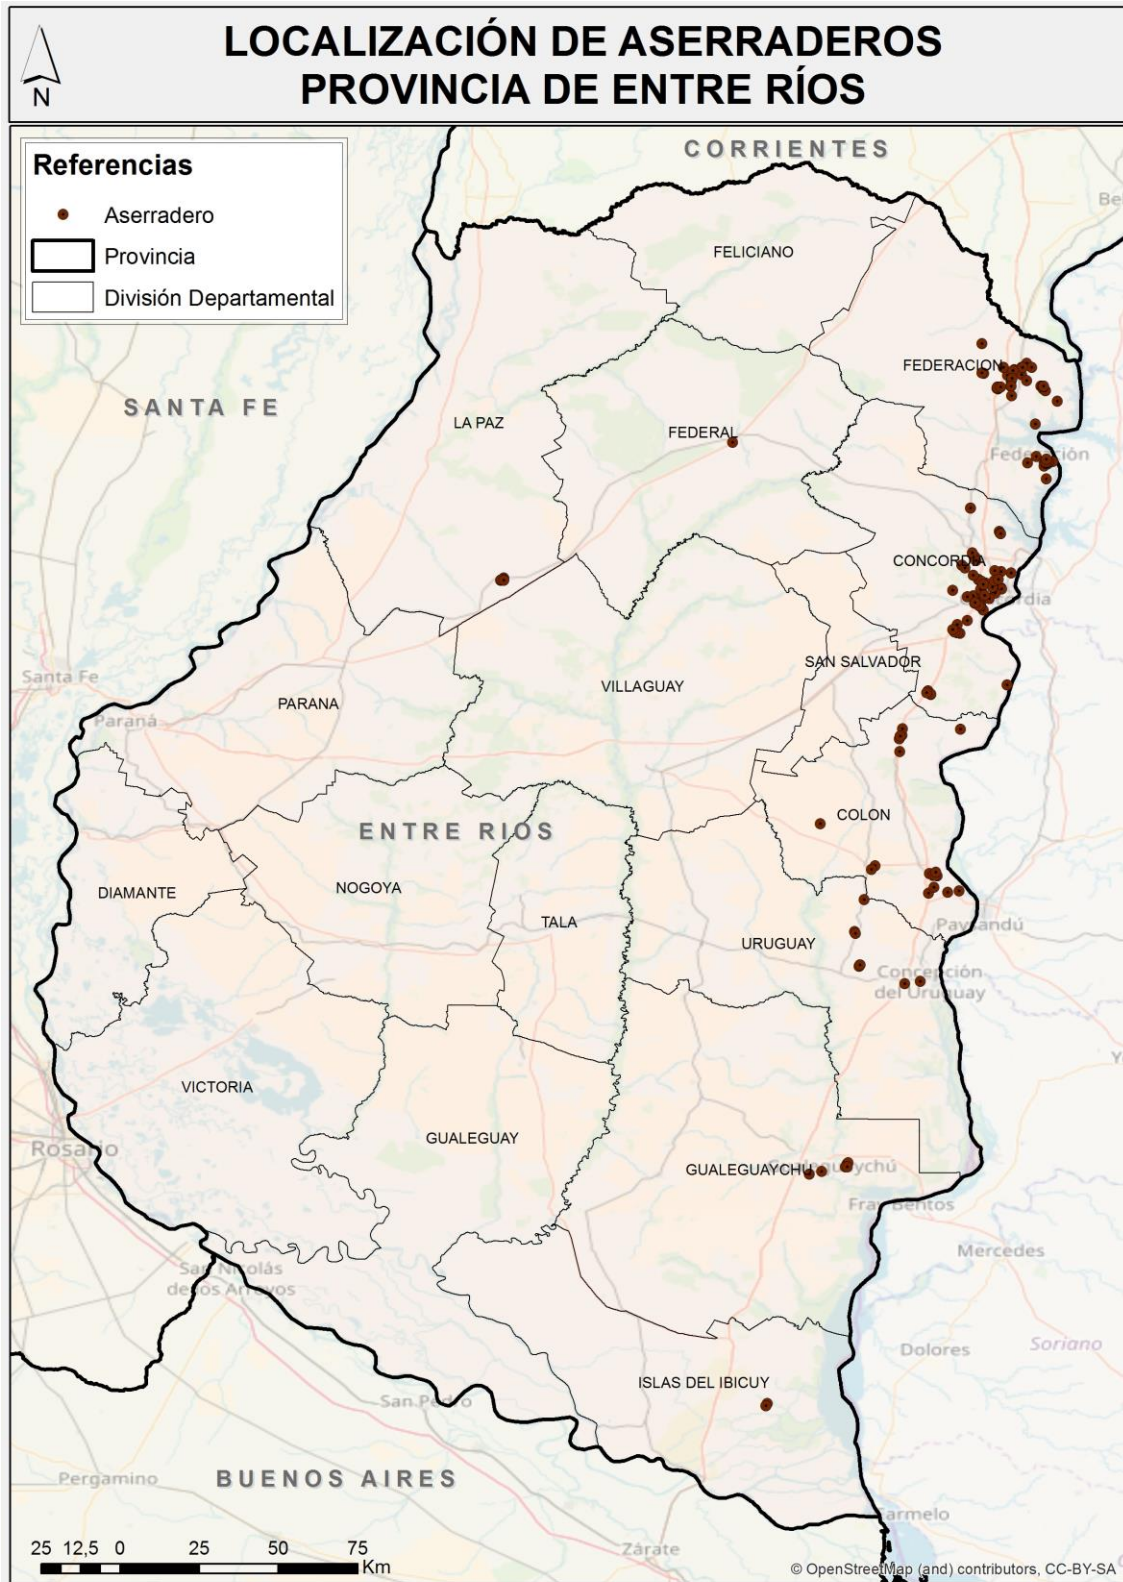 LOCALIZACIÓN DE ASERRADEROS
PROVINCIA DE ENTRE RÍOS
N
Referencias
Aserradero
Provincia
División Departamental
CORRIENTES
FELICIANO
FEDERACION
SANTA FE
LA PAZ
FEDERAL
Federación
CONCORDIA
SAN SALVADOR
Santa Fe
VILLAGUAY
PARANA
Paraná
COLON
ENTRE RIOS
NOGOYA
DIAMANTE
TALA
Paysandú
URUGUAY
Concepción
del Uruguay
VICTORIA
GUALEGUAY
Rosario
GUALEGUAYCHÚ
Fray Bentos
Mercedes
San Nicolás
de los Arroyos
Dolores
Soriano
ISLAS DEL IBICUY
San Pedro
Pergamino
BUENOS AIRES
Carmelo
Zárate
25 12,5 0 25 50 75
Km
© OpenStreetMap (and) contributors, CC-BY-SA